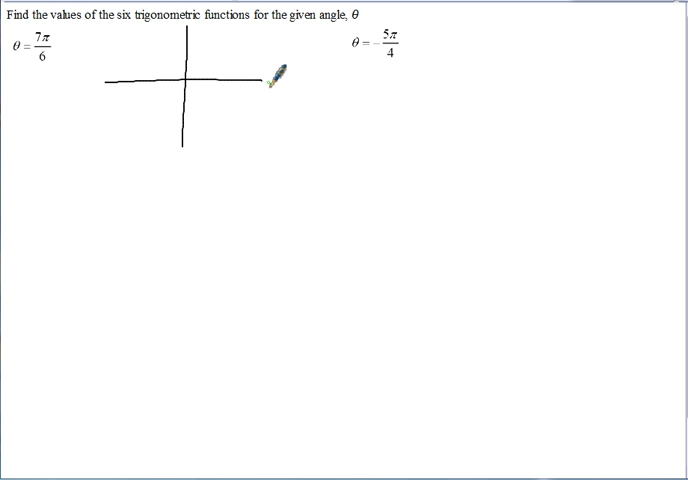 Find the values of the six trigonometric functions for the given angle, θ
θ = 7π/6
θ = -5π/4